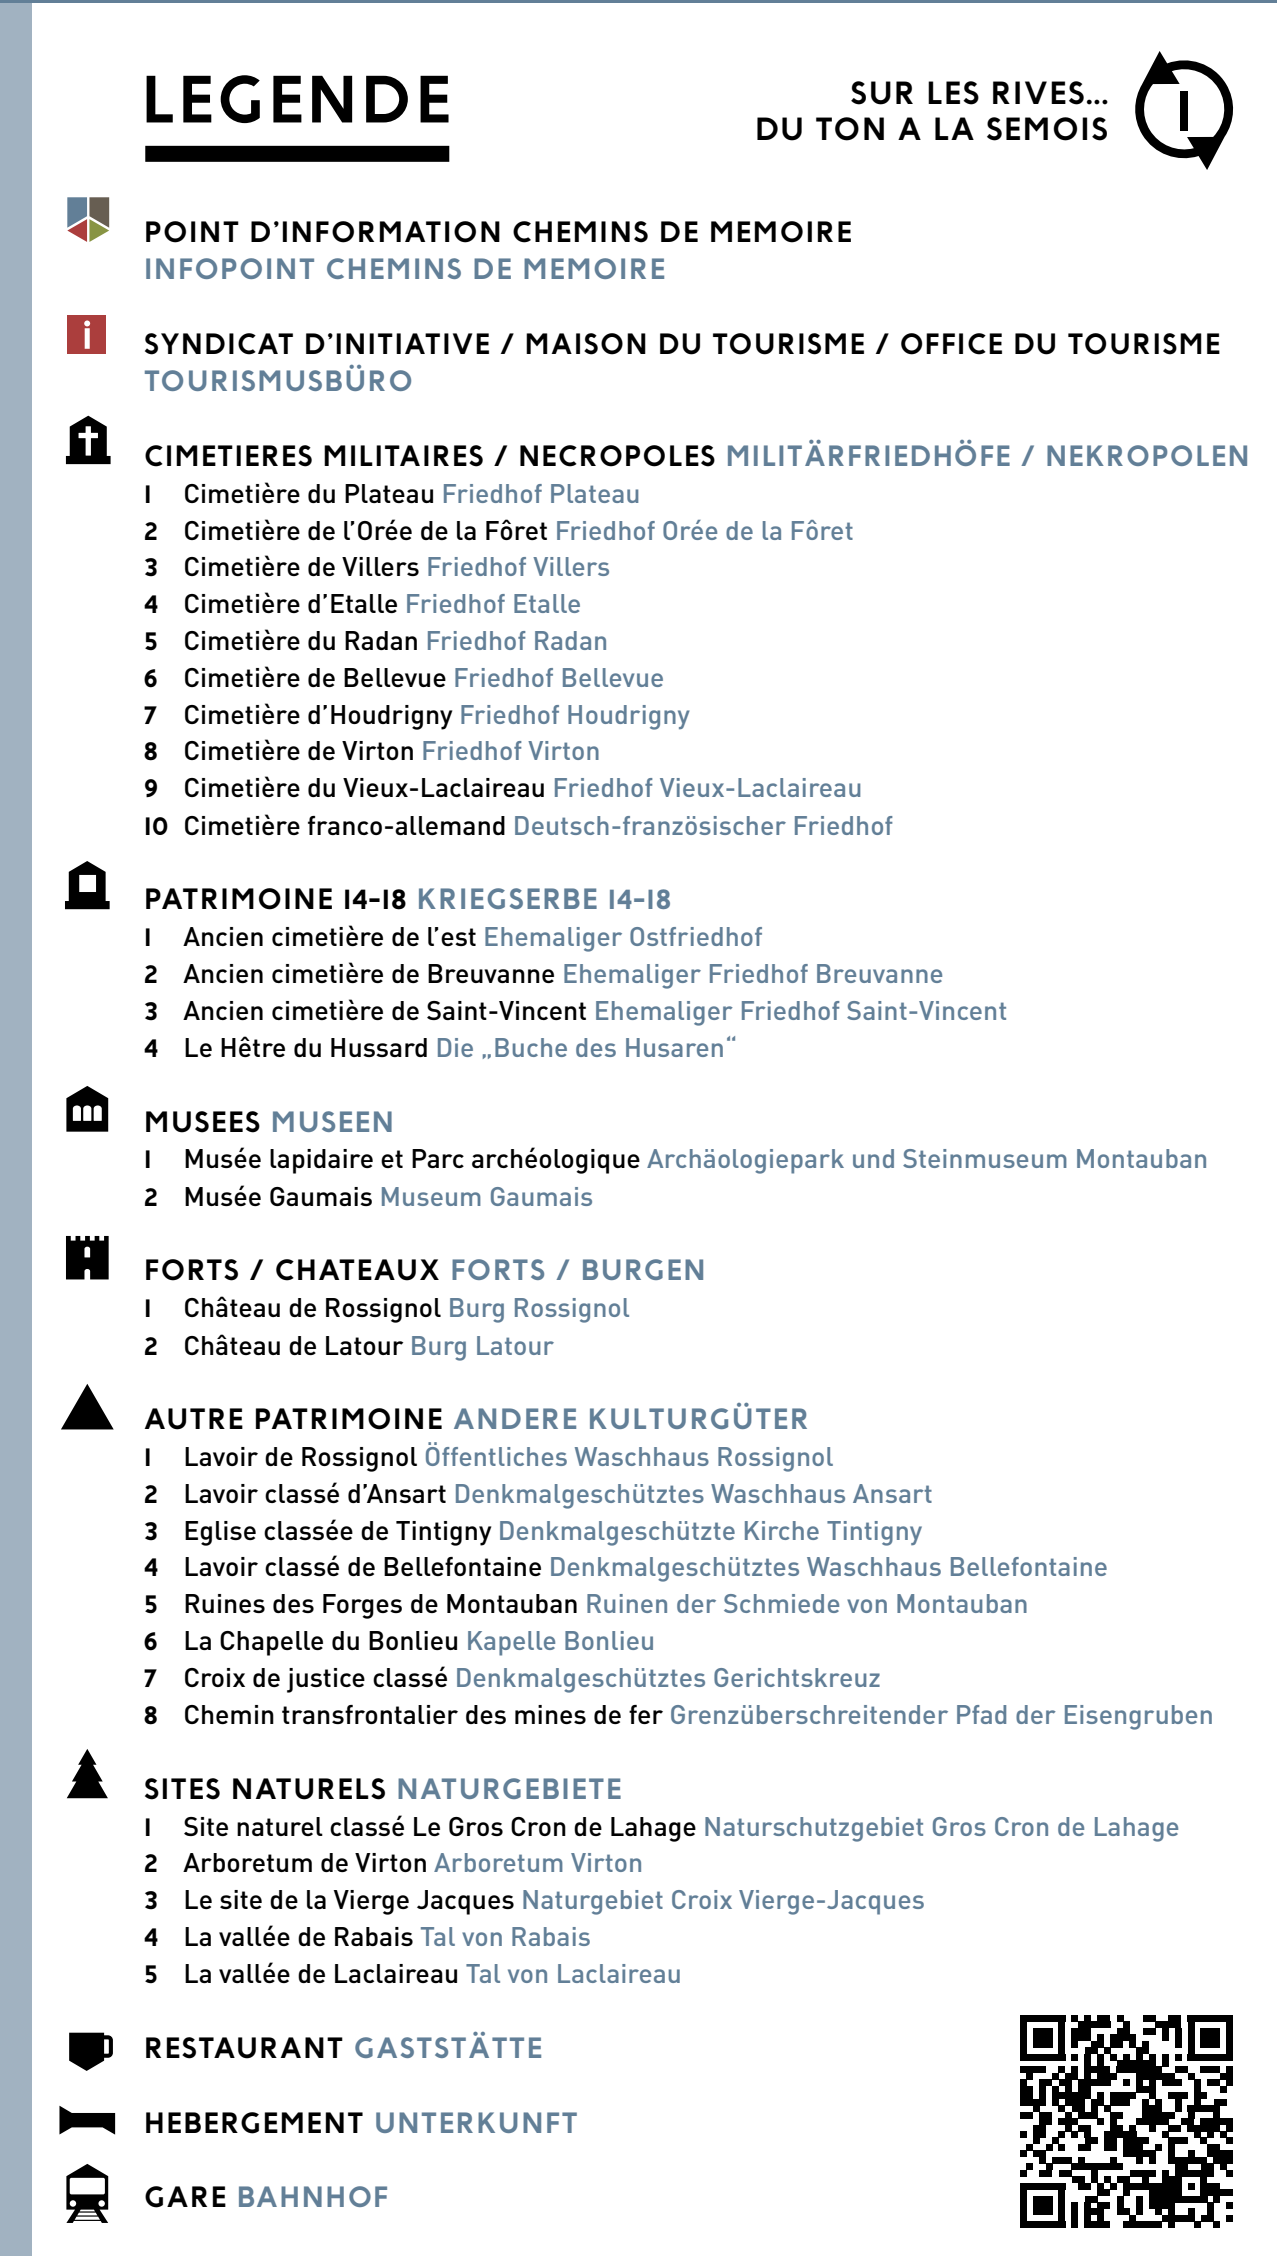 LEGENDE
SUR LES RIVES...
DU TON A LA SEMOIS
I
POINT D'INFORMATION CHEMINS DE MEMOIRE
INFOPOINT CHEMINS DE MEMOIRE
i
SYNDICAT D'INITIATIVE / MAISON DU TOURISME / OFFICE DU TOURISME
TOURISMUSBÜRO
CIMETIERES MILITAIRES / NECROPOLES MILITÄRFRIEDHÖFE / NEKROPOLEN
1 Cimetière du Plateau Friedhof Plateau
2 Cimetière de l'Orée de la Fôret Friedhof Orée de la Fôret
3 Cimetière de Villers Friedhof Villers
4 Cimetière d'Etalle Friedhof Etalle
5 Cimetière du Radan Friedhof Radan
6 Cimetière de Bellevue Friedhof Bellevue
7 Cimetière d'Houdrigny Friedhof Houdrigny
8 Cimetière de Virton Friedhof Virton
9 Cimetière du Vieux-Laclaireau Friedhof Vieux-Laclaireau
10 Cimetière franco-allemand Deutsch-französischer Friedhof
PATRIMOINE 14-18 KRIEGSERBE 14-18
1 Ancien cimetière de l'est Ehemaliger Ostfriedhof
2 Ancien cimetière de Breuvanne Ehemaliger Friedhof Breuvanne
3 Ancien cimetière de Saint-Vincent Ehemaliger Friedhof Saint-Vincent
4 Le Hêtre du Hussard Die „Buche des Husaren“
MUSEES MUSEEN
1 Musée lapidaire et Parc archéologique Archäologiepark und Steinmuseum Montauban
2 Musée Gaumais Museum Gaumais
FORTS / CHATEAUX FORTS / BURGEN
1 Château de Rossignol Burg Rossignol
2 Château de Latour Burg Latour
AUTRE PATRIMOINE ANDERE KULTURGÜTER
1 Lavoir de Rossignol Öffentliches Waschhaus Rossignol
2 Lavoir classé d'Ansart Denkmalgeschütztes Waschhaus Ansart
3 Eglise classée de Tintigny Denkmalgeschützte Kirche Tintigny
4 Lavoir classé de Bellefontaine Denkmalgeschütztes Waschhaus Bellefontaine
5 Ruines des Forges de Montauban Ruinen der Schmiede von Montauban
6 La Chapelle du Bonlieu Kapelle Bonlieu
7 Croix de justice classé Denkmalgeschütztes Gerichtskreuz
8 Chemin transfrontalier des mines de fer Grenzüberschreitender Pfad der Eisengruben
SITES NATURELS NATURGEBIETE
1 Site naturel classé Le Gros Cron de Lahage Naturschutzgebiet Gros Cron de Lahage
2 Arboretum de Virton Arboretum Virton
3 Le site de la Vierge Jacques Naturgebiet Croix Vierge-Jacques
4 La vallée de Rabais Tal von Rabais
5 La vallée de Laclaireau Tal von Laclaireau
RESTAURANT GASTSTÄTTE
HEBERGEMENT UNTERKUNFT
GARE BAHNHOF